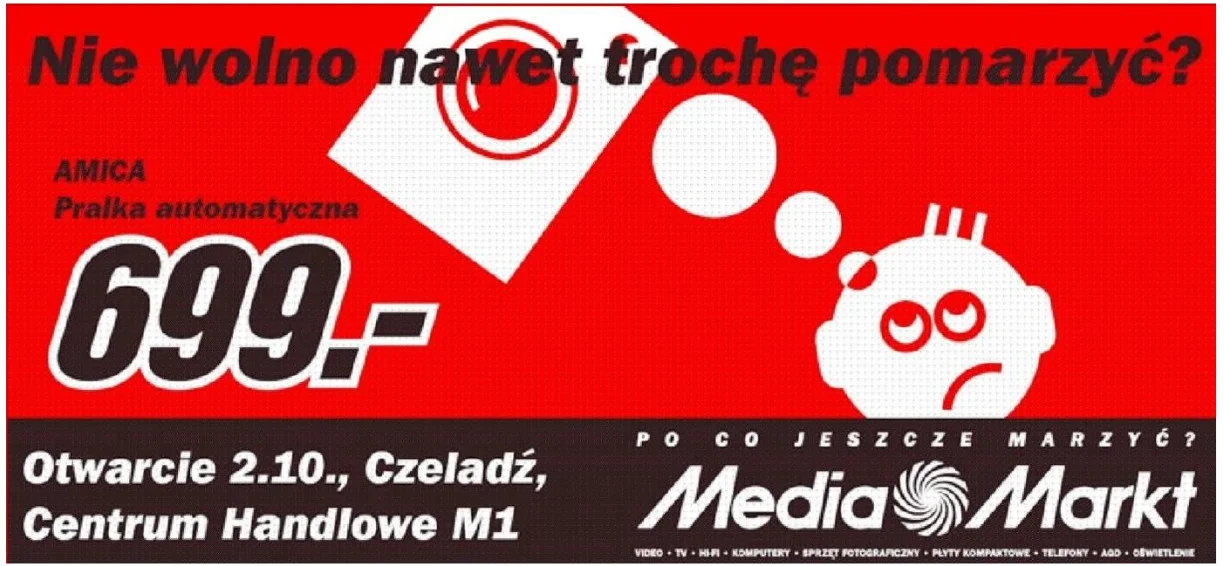 Nie wolno nawet trochę pomarzyć?
AMICA
Pralka automatyczna
699.-
Otwarcie 2.10., Czeladź,
Centrum Handlowe M1
PO CO JESZCZE MARZYĆ?
Media Markt
VIDEO • TV • HI-FI • KOMPUTERY • SPRZĘT FOTOGRAFICZNY • PŁYTY KOMPAKTOWE • TELEFONY • AGD • OŚWIETLENIE